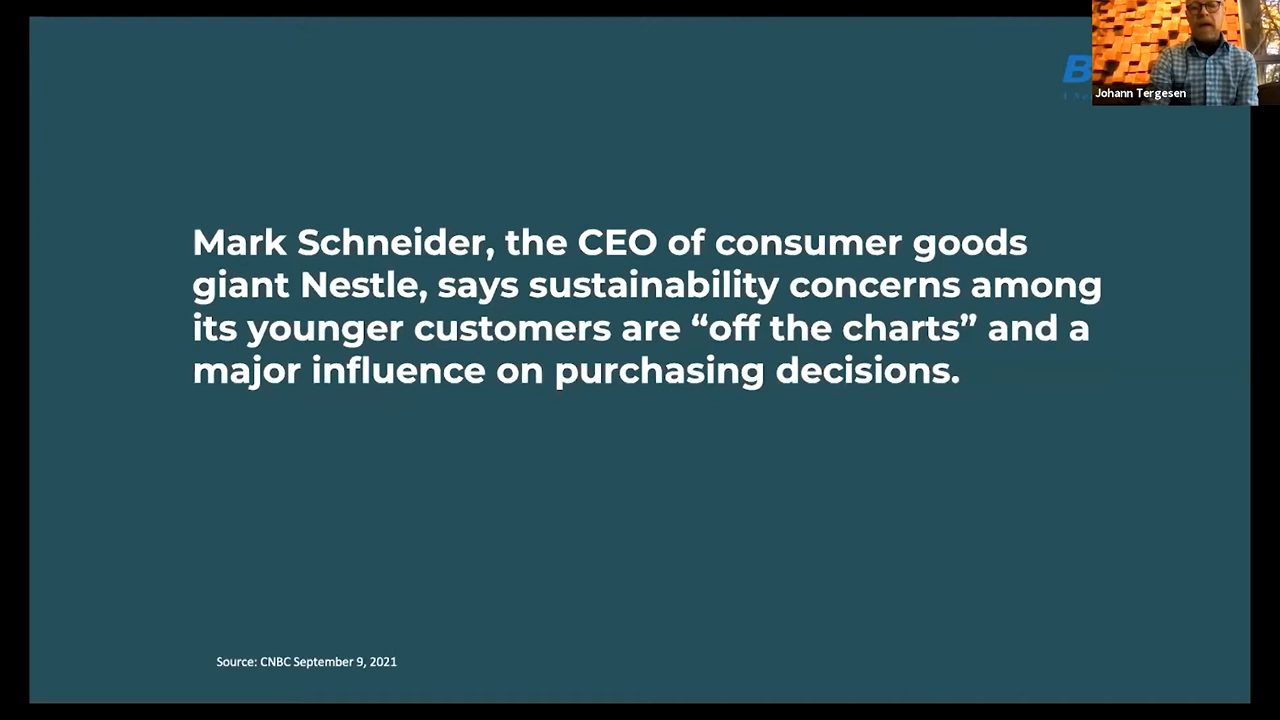 B
Johann Tergesen
Mark Schneider, the CEO of consumer goods
giant Nestle, says sustainability concerns among
its younger customers are “off the charts” and a
major influence on purchasing decisions.
Source: CNBC September 9, 2021